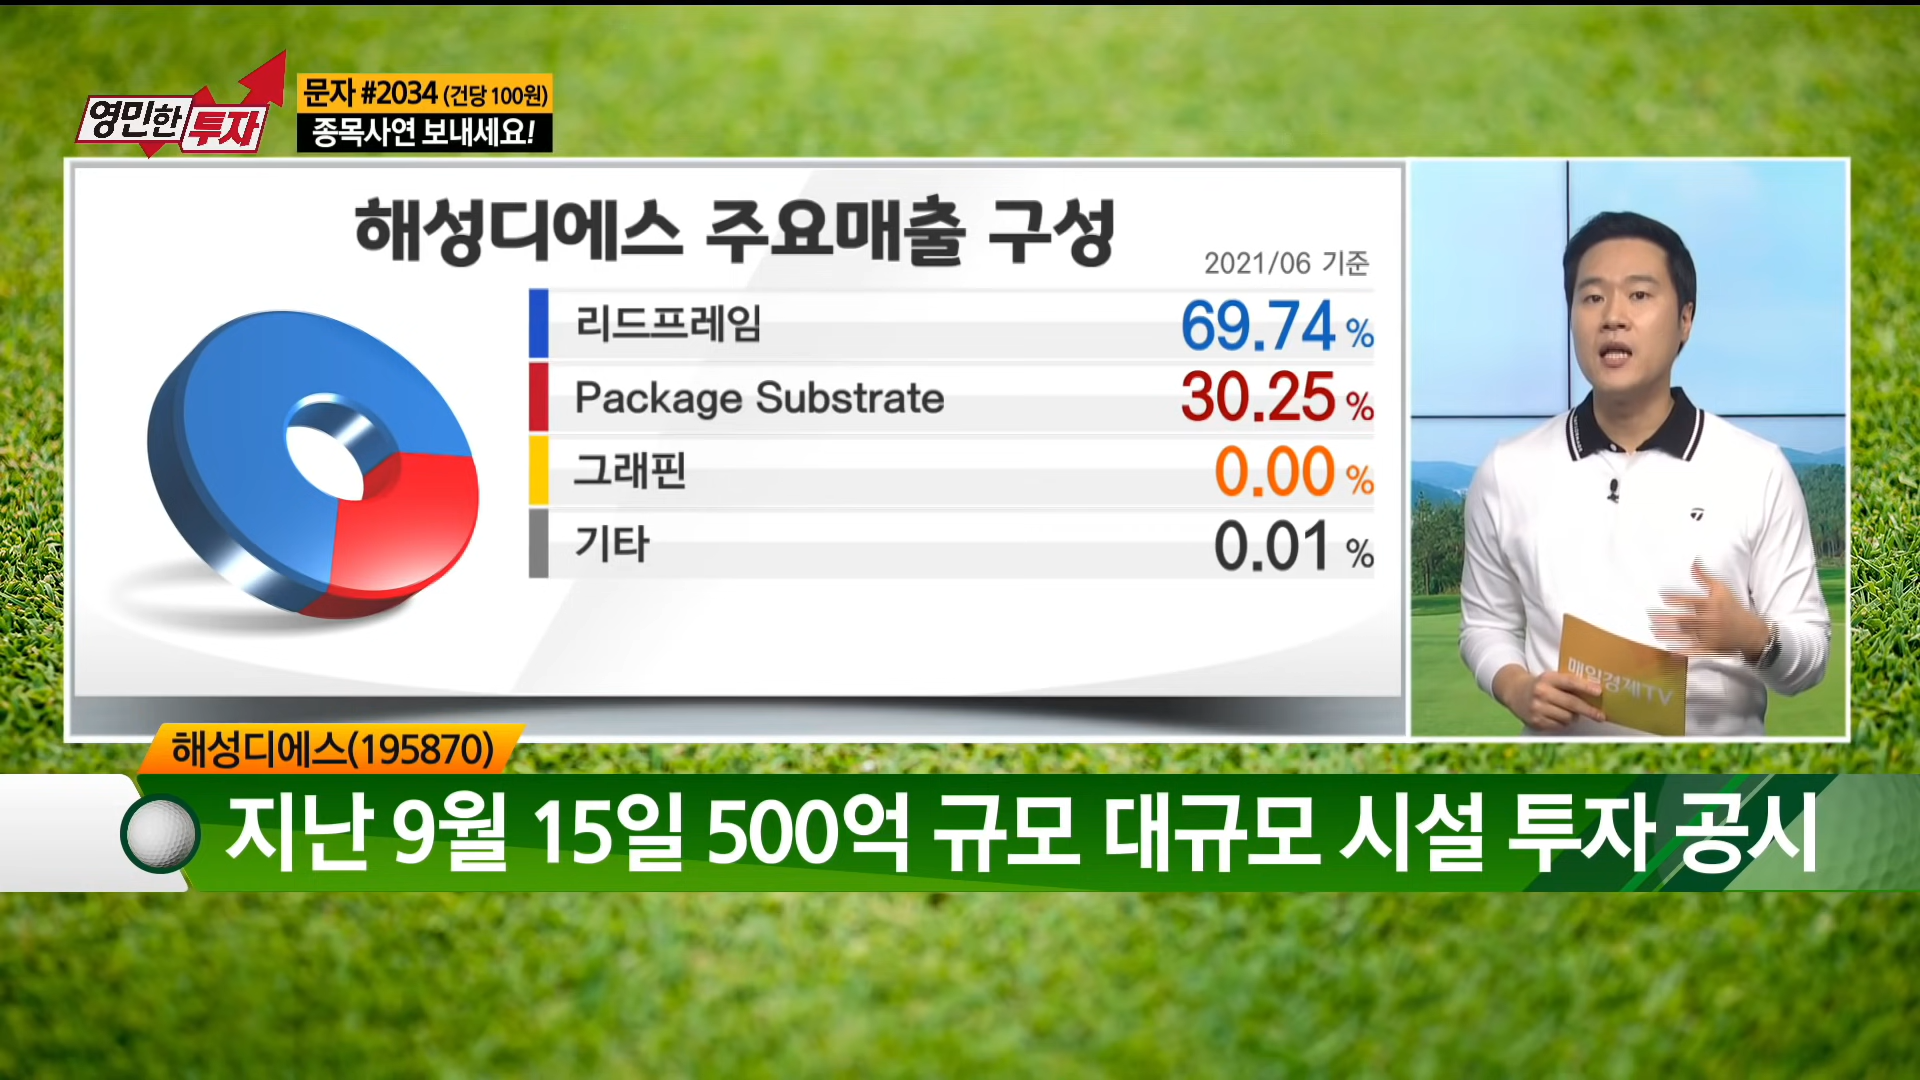 영민한 투자
문자 #2034 (건당 100원)
종목사연 보내세요!
해성디에스 주요매출 구성
2021/06 기준
리드프레임 69.74 %
Package Substrate 30.25 %
그래핀 0.00 %
기타 0.01 %
매일경제TV
해성디에스(195870)
지난 9월 15일 500억 규모 대규모 시설 투자 공시